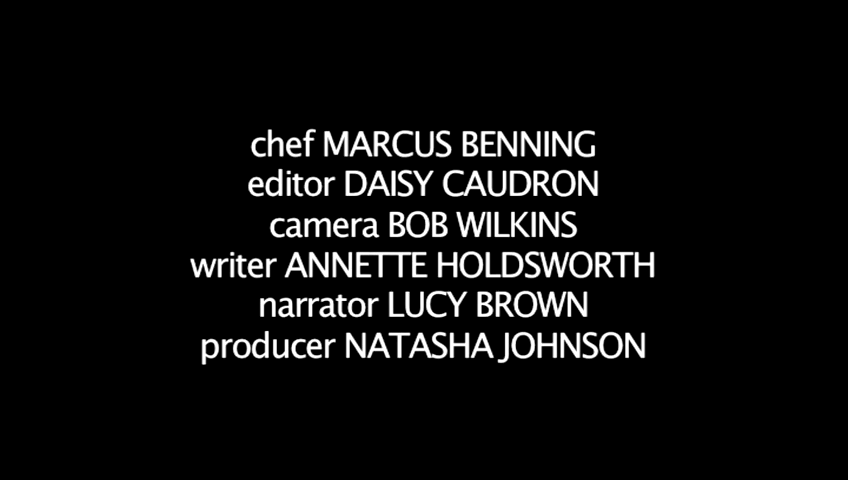 chef MARCUS BENNING
editor DAISY CAUDRON
camera BOB WILKINS
writer ANNETTE HOLDSWORTH
narrator LUCY BROWN
producer NATASHA JOHNSON